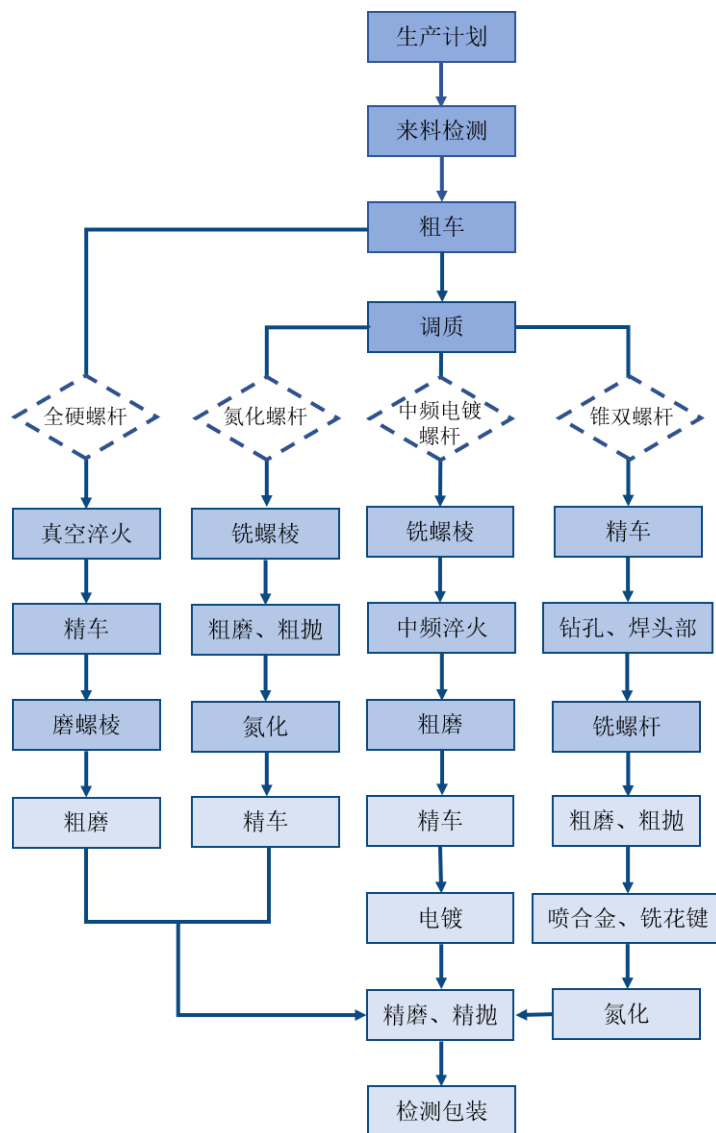 生产计划
来料检测
粗车
调质
全硬螺杆
氮化螺杆
中频电镀
螺杆
锥双螺杆
真空淬火
铣螺棱
铣螺棱
精车
精车
粗磨、粗抛
中频淬火
钻孔、焊头部
磨螺棱
氮化
粗磨
铣螺杆
粗磨
精车
精车
粗磨、粗抛
电镀
喷合金、铣花键
精磨、精抛
氮化
检测包装